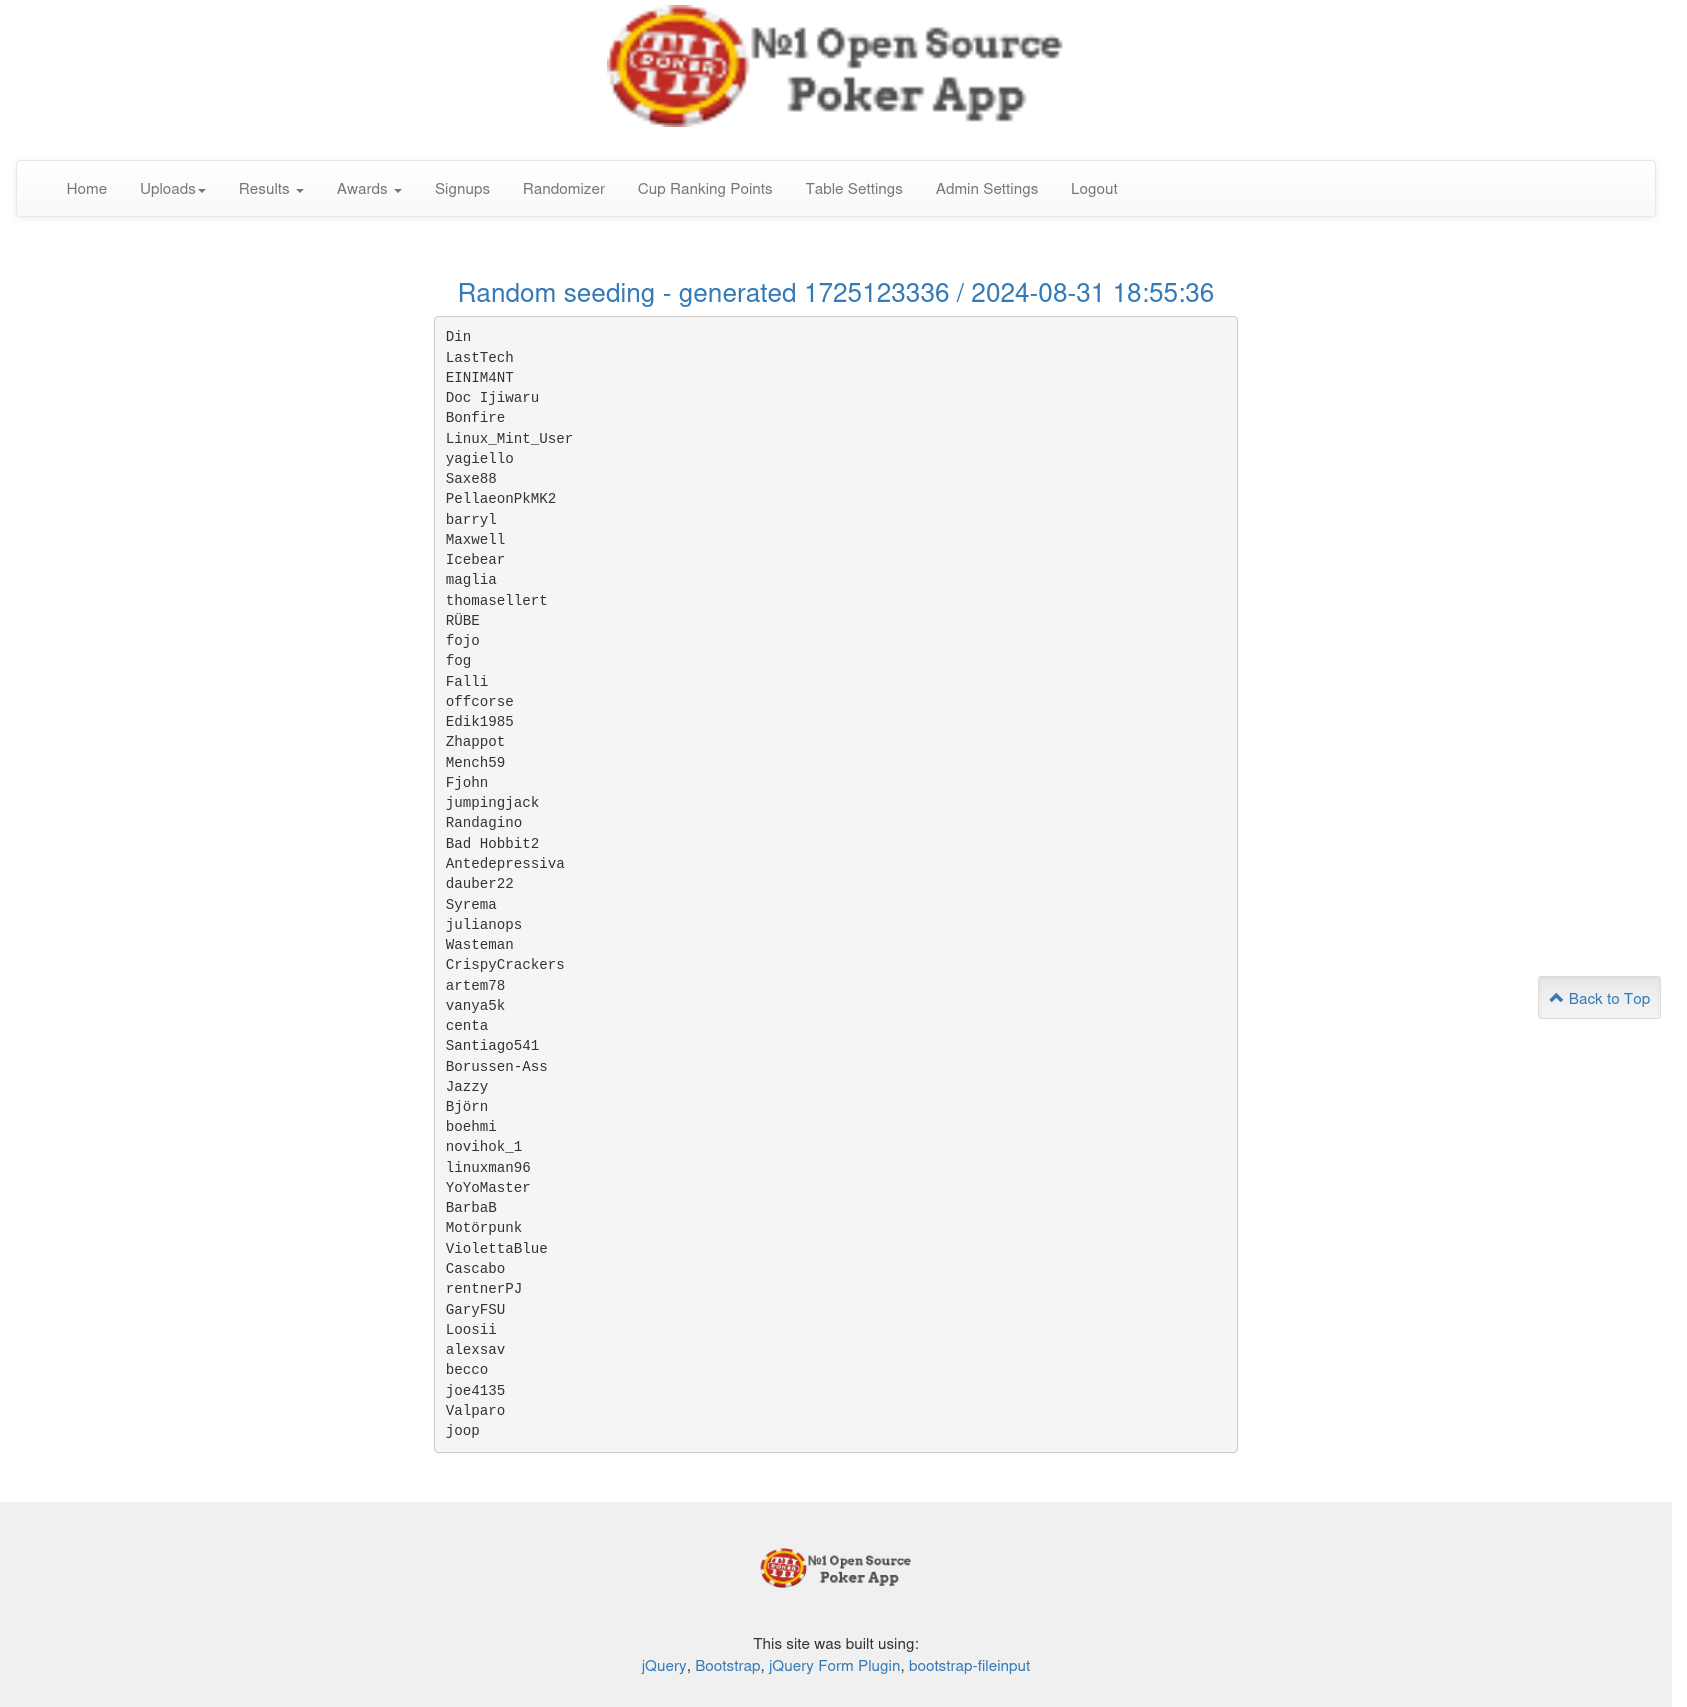 TH
POKER
TH
№1 Open Source
Poker App
Home Uploads Results Awards Signups Randomizer Cup Ranking Points Table Settings Admin Settings Logout
Random seeding - generated 1725123336 / 2024-08-31 18:55:36
Din
LastTech
EINIM4NT
Doc Ijiwaru
Bonfire
Linux_Mint_User
yagiello
Saxe88
PellaeonPkMK2
barryl
Maxwell
Icebear
maglia
thomasellert
RÜBE
fojo
fog
Falli
offcorse
Edik1985
Zhappot
Mench59
Fjohn
jumpingjack
Randagino
Bad Hobbit2
Antedepressiva
dauber22
Syrema
julianops
Wasteman
CrispyCrackers
artem78
vanya5k
centa
Santiago541
Borussen-Ass
Jazzy
Björn
boehmi
novihok_1
linuxman96
YoYoMaster
BarbaB
Motörpunk
ViolettaBlue
Cascabo
rentnerPJ
GaryFSU
Loosii
alexsav
becco
joe4135
Valparo
joop
Back to Top
POKER
№1 Open Source
Poker App
This site was built using:
jQuery, Bootstrap, jQuery Form Plugin, bootstrap-fileinput